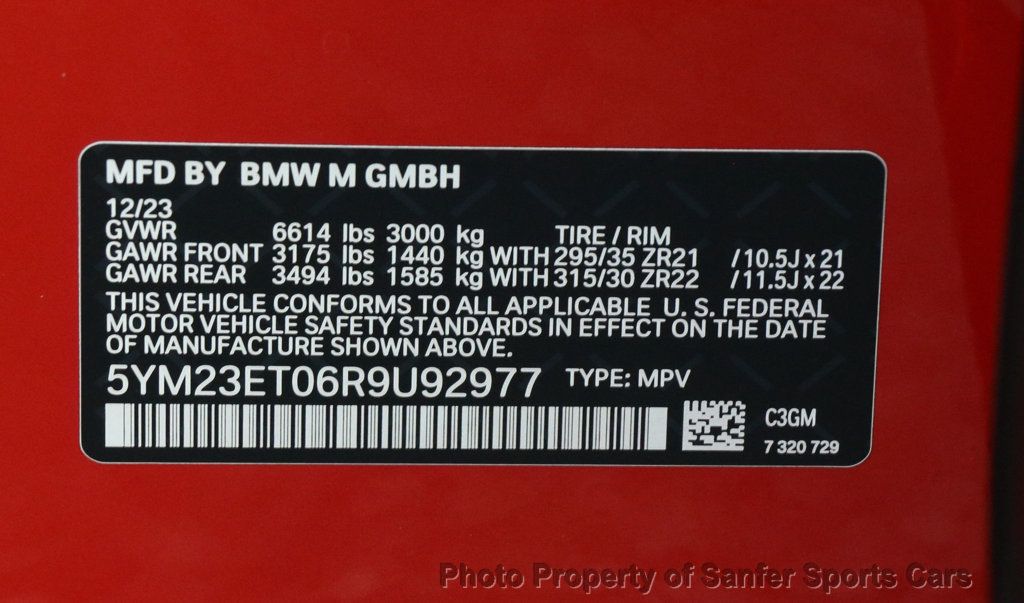 MFD BY BMW M GMBH
12/23
GVWR 6614 lbs 3000 kg TIRE / RIM
GAWR FRONT 3175 lbs 1440 kg WITH 295/35 ZR21 /10.5J x 21
GAWR REAR 3494 lbs 1585 kg WITH 315/30 ZR22 /11.5J x 22
THIS VEHICLE CONFORMS TO ALL APPLICABLE U. S. FEDERAL
MOTOR VEHICLE SAFETY STANDARDS IN EFFECT ON THE DATE
OF MANUFACTURE SHOWN ABOVE.
5YM23ET06R9U92977 TYPE: MPV
C3GM
7 320 729
Photo Property of Sanfer Sports Cars